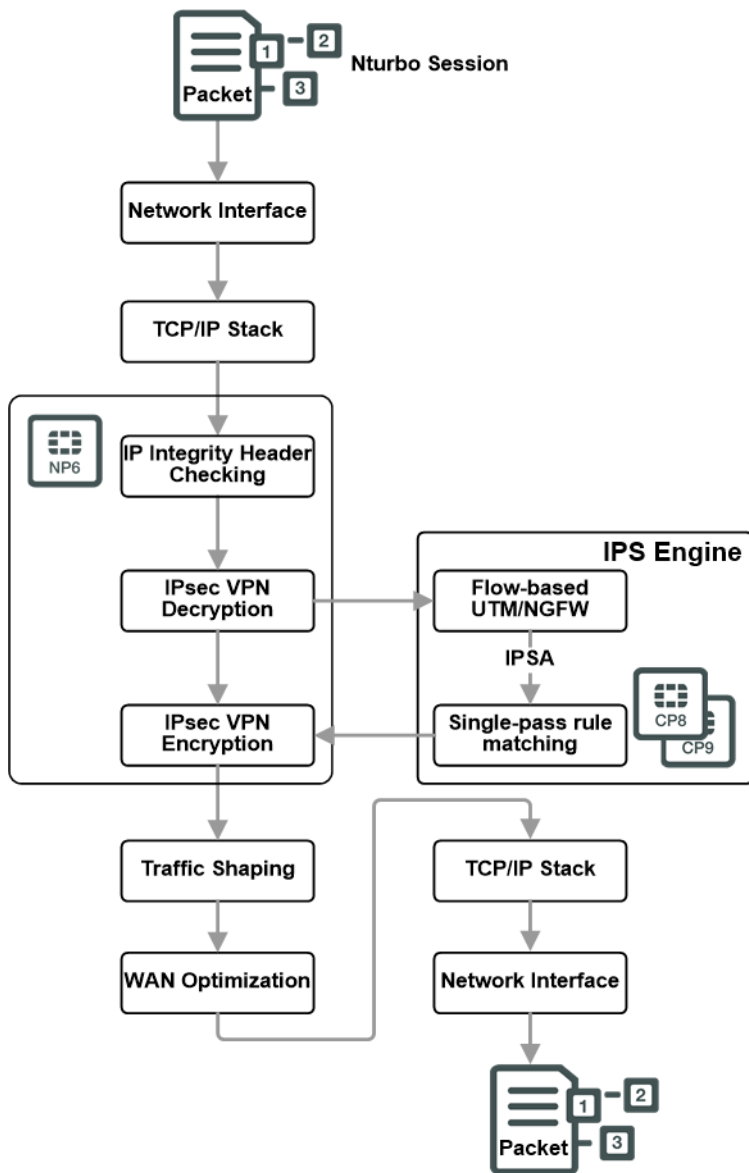 1
2
3
Packet
Nturbo Session
Network Interface
TCP/IP Stack
NP6
IP Integrity Header
Checking
IPS Engine
IPsec VPN
Decryption
Flow-based
UTM/NGFW
IPSA
IPsec VPN
Encryption
Single-pass rule
matching
CP8
CP9
Traffic Shaping
WAN Optimization
TCP/IP Stack
Network Interface
1
2
3
Packet